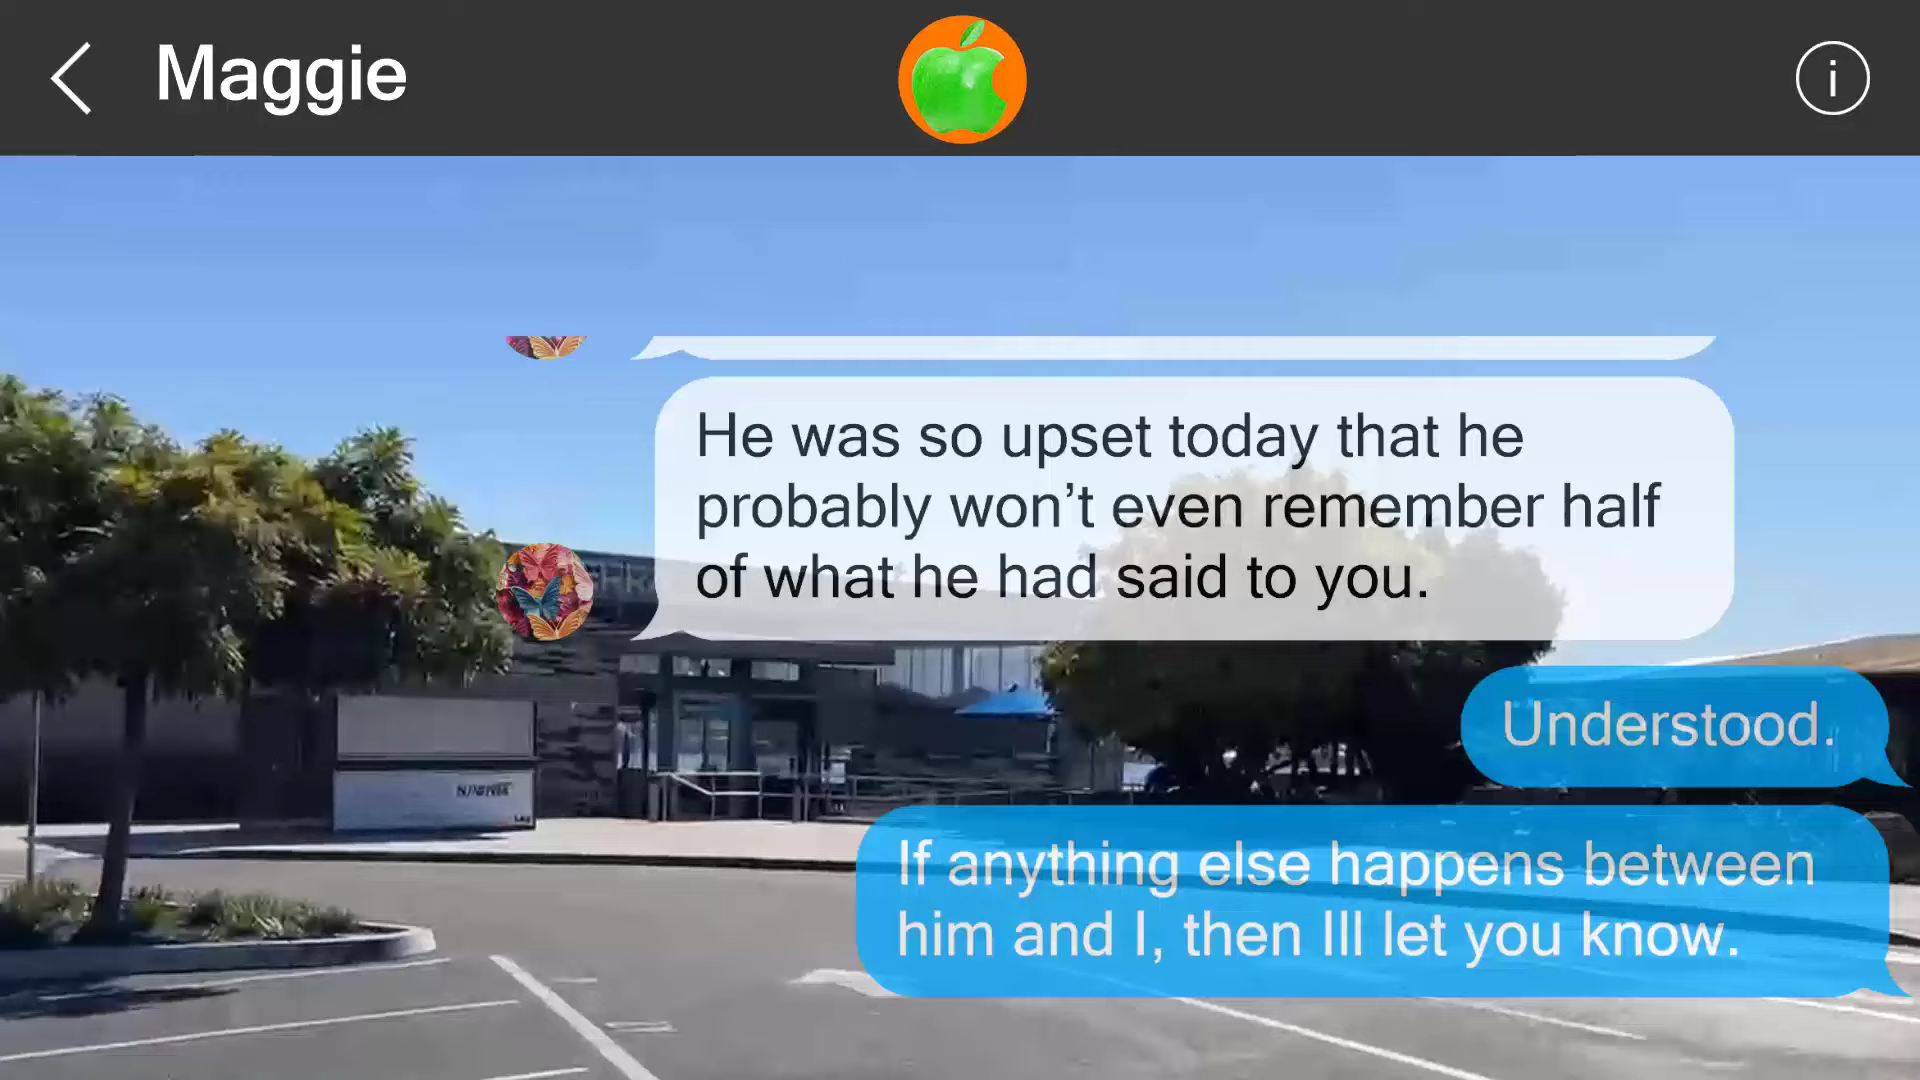 Maggie
i
He was so upset today that he
probably won’t even remember half
of what he had said to you.
Understood.
If anything else happens between
him and I, then Ill let you know.